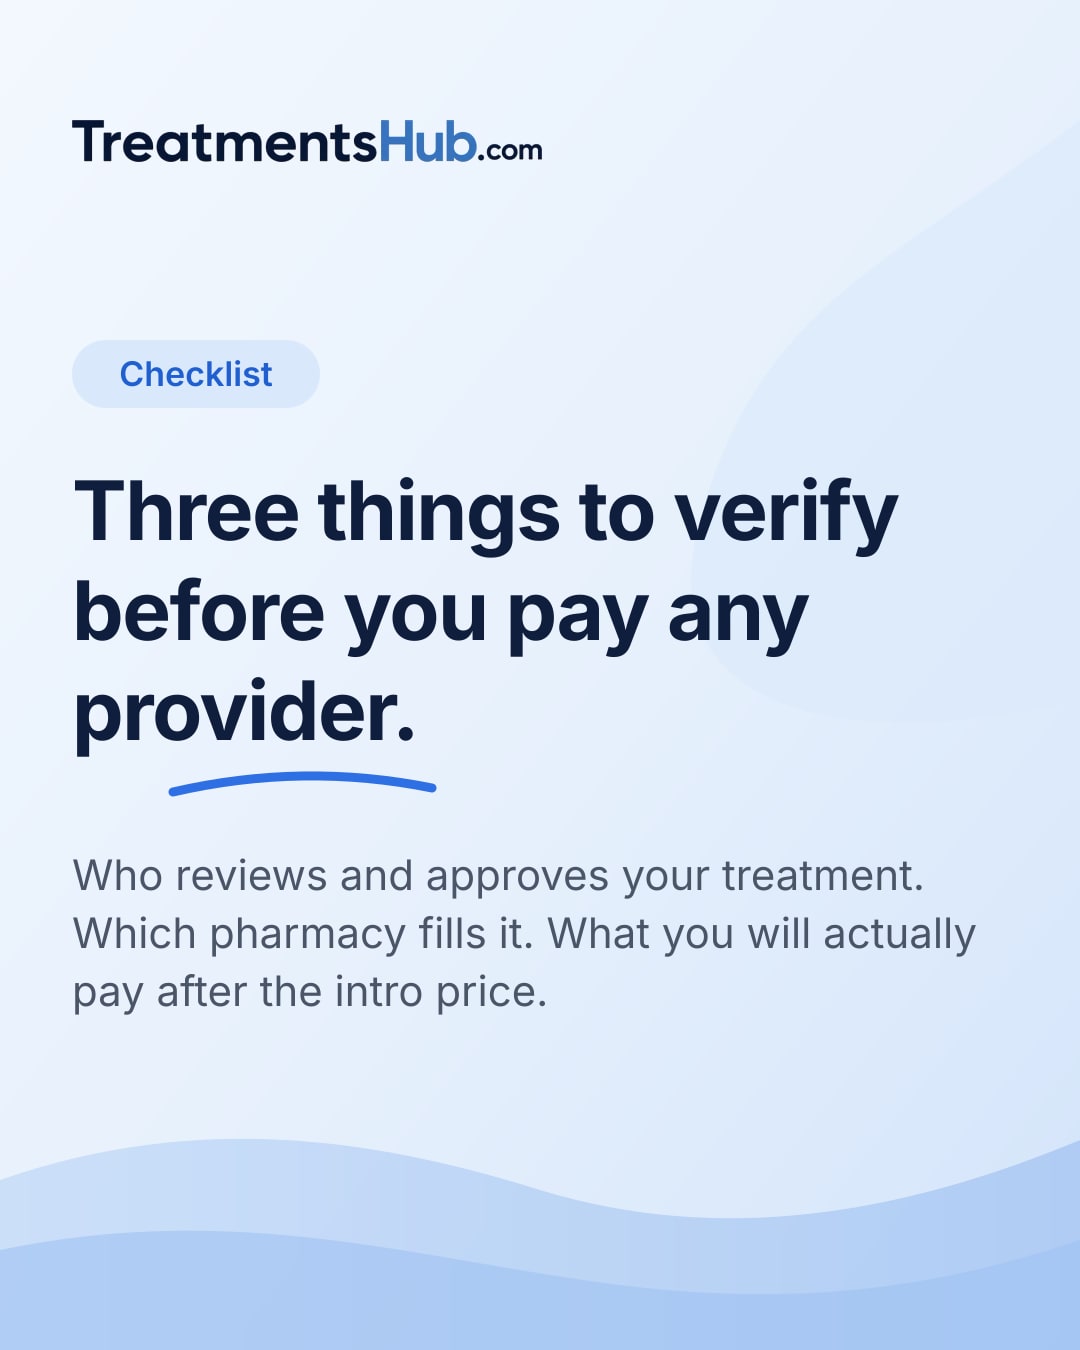 TreatmentsHub.com
Checklist
Three things to verify
before you pay any
provider.
Who reviews and approves your treatment.
Which pharmacy fills it. What you will actually
pay after the intro price.